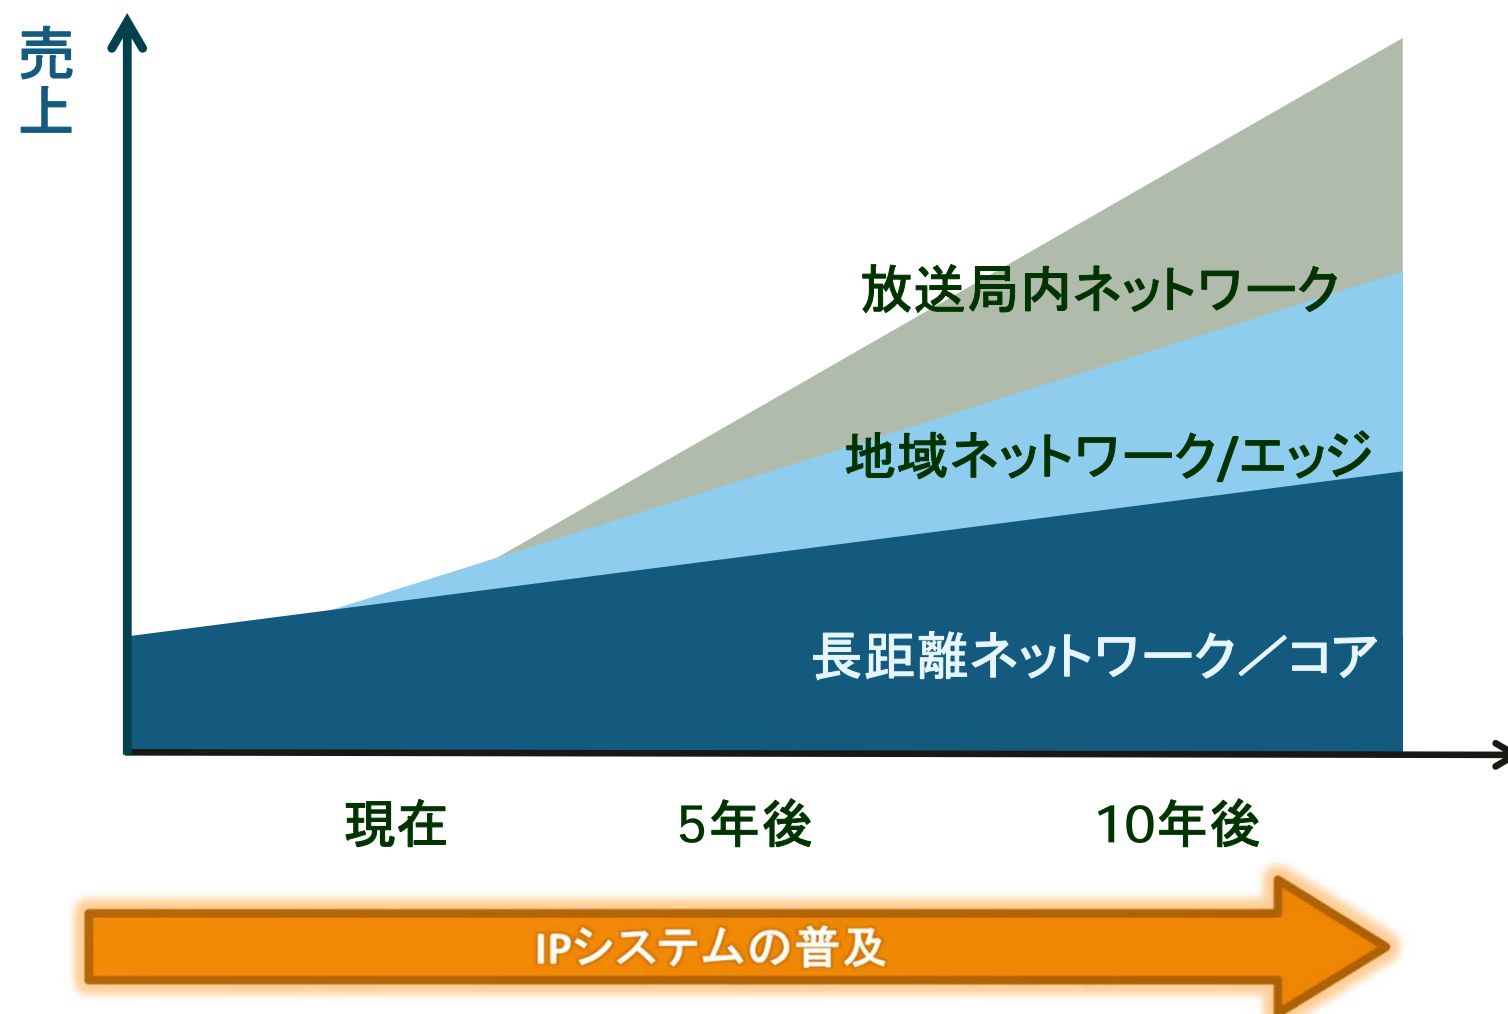 売上
放送局内ネットワーク
地域ネットワーク/エッジ
長距離ネットワーク／コア
現在
5年後
10年後
IPシステムの普及